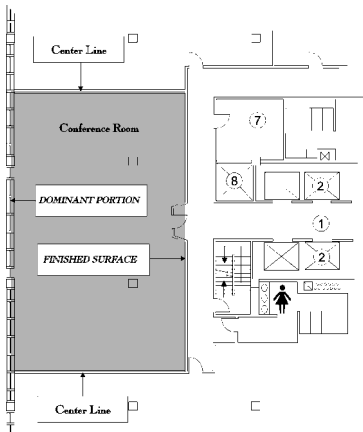 Center Line
Conference Room
7
8
2
DOMINANT PORTION
1
FINISHED SURFACE
2
Center Line